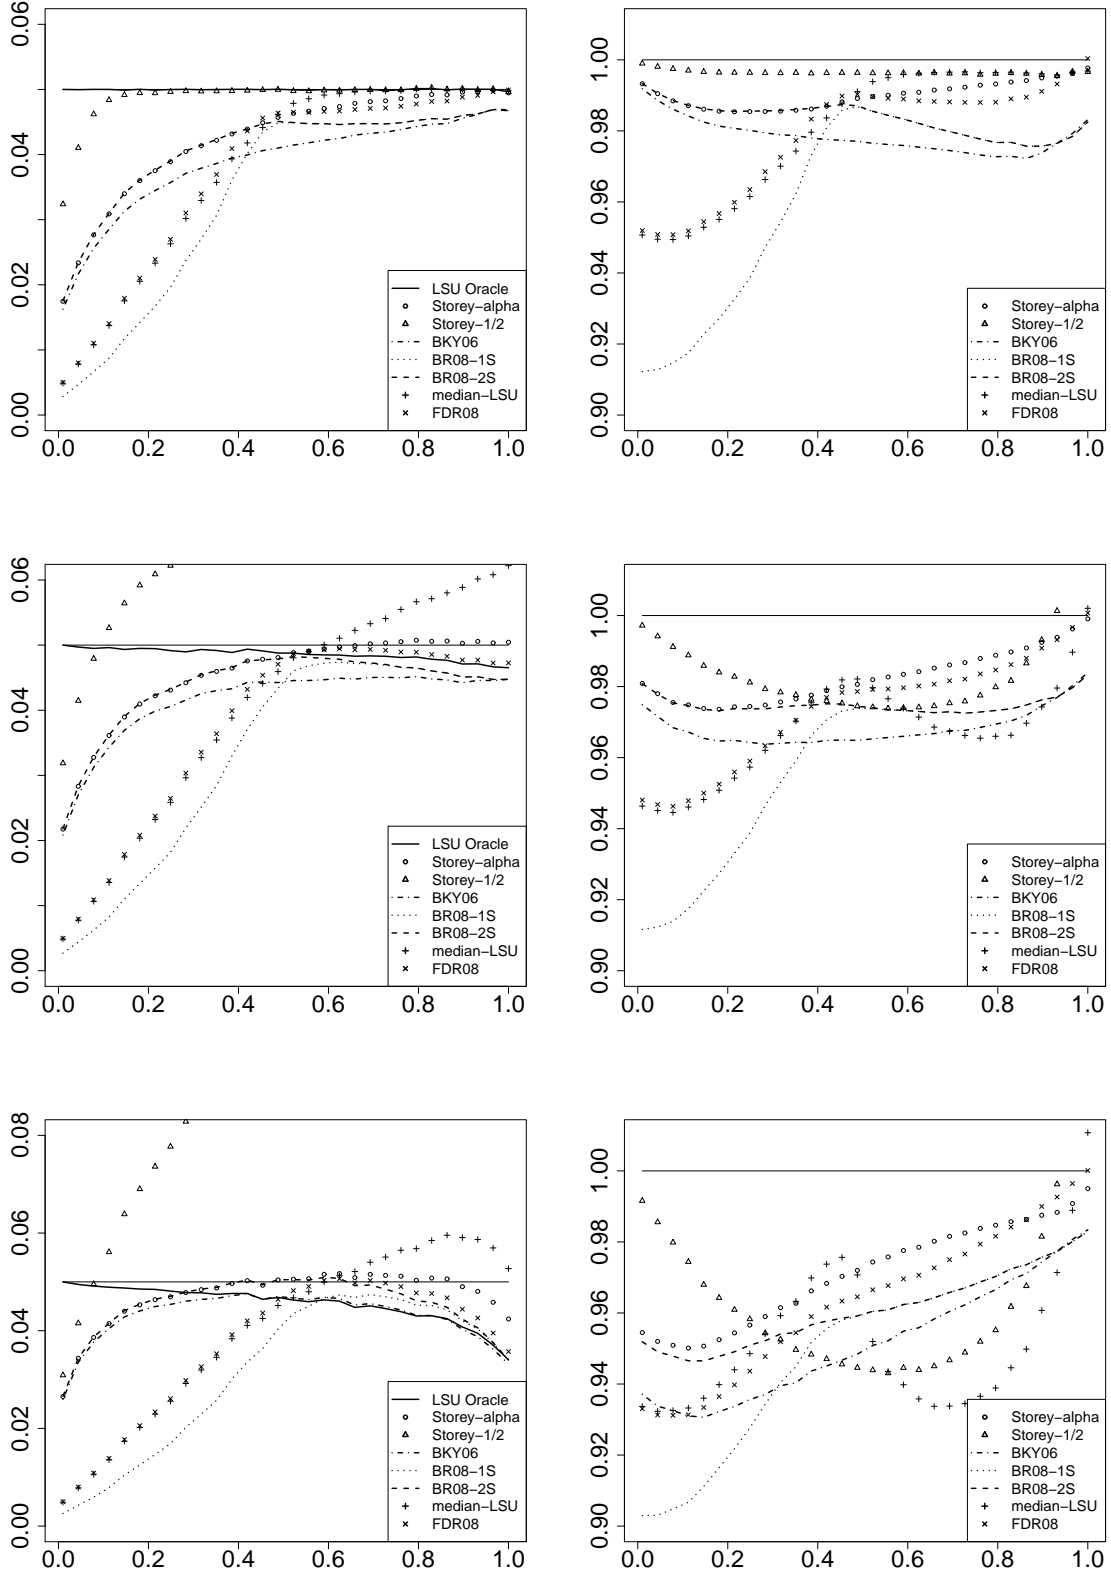 0.00 0.02 0.04 0.06
0.0 0.2 0.4 0.6 0.8 1.0
LSU Oracle
Storey−alpha
Storey−1/2
BKY06
BR08−1S
BR08−2S
median−LSU
FDR08
0.90 0.92 0.94 0.96 0.98 1.00
0.0 0.2 0.4 0.6 0.8 1.0
Storey−alpha
Storey−1/2
BKY06
BR08−1S
BR08−2S
median−LSU
FDR08
0.00 0.02 0.04 0.06
0.0 0.2 0.4 0.6 0.8 1.0
LSU Oracle
Storey−alpha
Storey−1/2
BKY06
BR08−1S
BR08−2S
median−LSU
FDR08
0.90 0.92 0.94 0.96 0.98 1.00
0.0 0.2 0.4 0.6 0.8 1.0
Storey−alpha
Storey−1/2
BKY06
BR08−1S
BR08−2S
median−LSU
FDR08
0.00 0.02 0.04 0.06 0.08
0.0 0.2 0.4 0.6 0.8 1.0
LSU Oracle
Storey−alpha
Storey−1/2
BKY06
BR08−1S
BR08−2S
median−LSU
FDR08
0.90 0.92 0.94 0.96 0.98 1.00
0.0 0.2 0.4 0.6 0.8 1.0
Storey−alpha
Storey−1/2
BKY06
BR08−1S
BR08−2S
median−LSU
FDR08